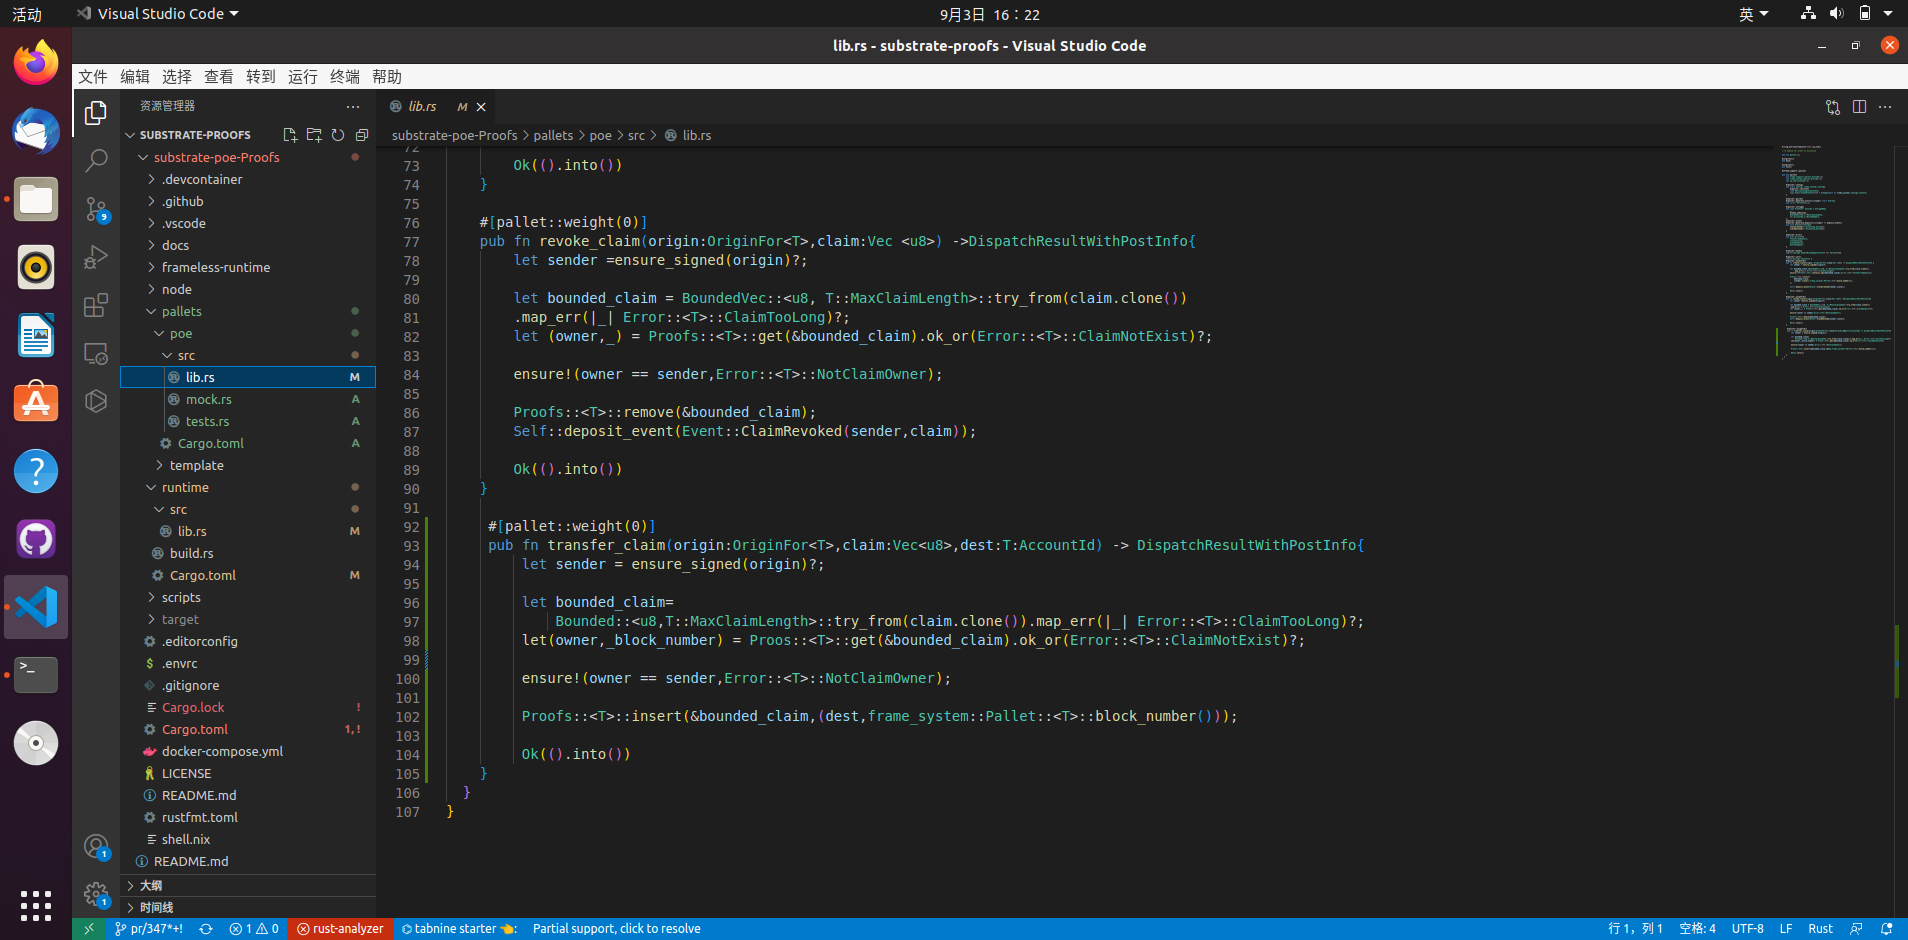 活动
Visual Studio Code
9月3日 16：22
英
lib.rs - substrate-proofs - Visual Studio Code
文件 编辑 选择 查看 转到 运行 终端 帮助
资源管理器
SUBSTRATE-PROOFS
substrate-poe-Proofs
.devcontainer
.github
.vscode
docs
frameless-runtime
node
pallets
poe
src
lib.rs M
mock.rs A
tests.rs A
Cargo.toml A
template
runtime
src
lib.rs M
build.rs
Cargo.toml M
scripts
target
.editorconfig
.envrc
.gitignore
Cargo.lock !
Cargo.toml 1, !
docker-compose.yml
LICENSE
README.md
rustfmt.toml
shell.nix
README.md
大纲
时间线
9
1
1
lib.rs M
substrate-poe-Proofs > pallets > poe > src > lib.rs
72
73 Ok(().into())
74 }
75
76 #[pallet::weight(0)]
77 pub fn revoke_claim(origin:OriginFor<T>,claim:Vec <u8>) ->DispatchResultWithPostInfo{
78 let sender =ensure_signed(origin)?;
79
80 let bounded_claim = BoundedVec::<u8, T::MaxClaimLength>::try_from(claim.clone())
81 .map_err(|_| Error::<T>::ClaimTooLong)?;
82 let (owner,_) = Proofs::<T>::get(&bounded_claim).ok_or(Error::<T>::ClaimNotExist)?;
83
84 ensure!(owner == sender,Error::<T>::NotClaimOwner);
85
86 Proofs::<T>::remove(&bounded_claim);
87 Self::deposit_event(Event::ClaimRevoked(sender,claim));
88
89 Ok(().into())
90 }
91
92 #[pallet::weight(0)]
93 pub fn transfer_claim(origin:OriginFor<T>,claim:Vec<u8>,dest:T:AccountId) -> DispatchResultWithPostInfo{
94 let sender = ensure_signed(origin)?;
95
96 let bounded_claim=
97 Bounded::<u8,T::MaxClaimLength>::try_from(claim.clone()).map_err(|_| Error::<T>::ClaimTooLong)?;
98 let(owner,_block_number) = Proos::<T>::get(&bounded_claim).ok_or(Error::<T>::ClaimNotExist)?;
99
100 ensure!(owner == sender,Error::<T>::NotClaimOwner);
101
102 Proofs::<T>::insert(&bounded_claim,(dest,frame_system::Pallet::<T>::block_number()));
103
104 Ok(().into())
105 }
106 }
107 }
pr/347*+! 1 0 rust-analyzer tabnine starter Partial support, click to resolve
行 1，列 1 空格: 4 UTF-8 LF Rust